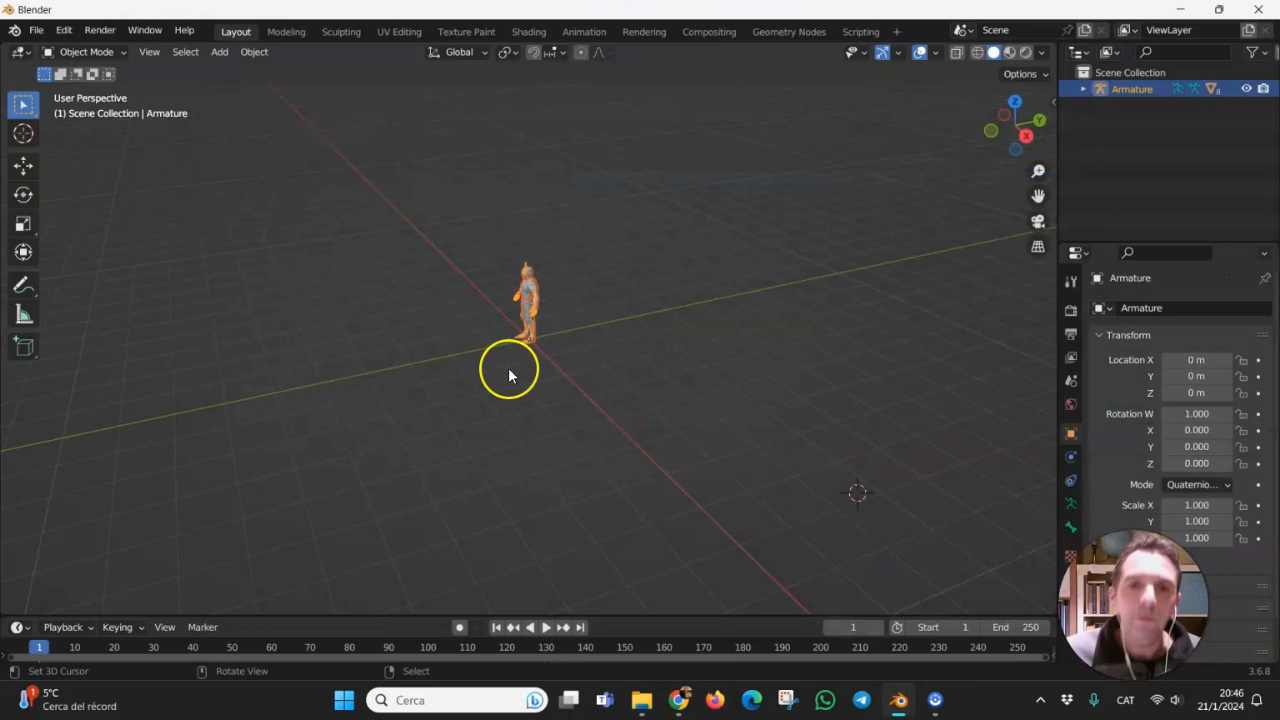 Blender
File Edit Render Window Help Layout Modeling Sculpting UV Editing Texture Paint Shading Animation Rendering Compositing Geometry Nodes Scripting + Scene ViewLayer
Object Mode View Select Add Object Global
Options
User Perspective
(1) Scene Collection | Armature
Z
Y
X
Scene Collection
Armature 8
Armature
Armature
Transform
Location X 0 m
Y 0 m
Z 0 m
Rotation W 1.000
X 0.000
Y 0.000
Z 0.000
Mode Quaternio...
Scale X 1.000
Y 1.000
1.000
Playback Keying View Marker 1 Start 1 End 250
1 10 20 30 40 50 60 70 80 90 100 110 120 130 140 150 160 170 180 190 200 210 220 230 240 250
Set 3D Cursor Rotate View Select 3.6.8
1 5°C
Cerca del récord
Cerca
CAT
20:46
21/1/2024